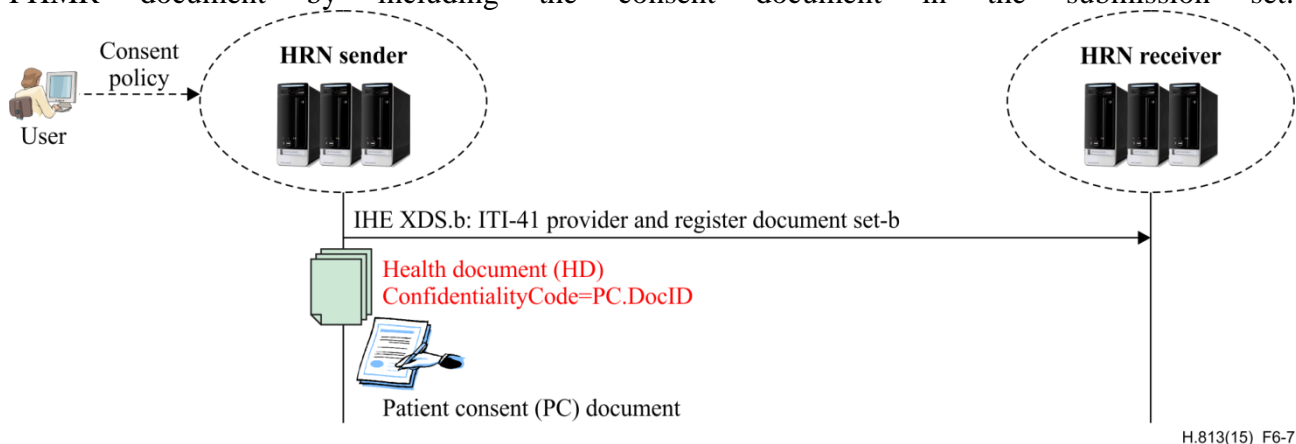 PHMR document by including the consent document in the submission set.
Consent
policy
User
HRN sender
HRN receiver
IHE XDS.b: ITI-41 provider and register document set-b
Health document (HD)
ConfidentialityCode=PC.DocID
Patient consent (PC) document
H.813(15)_F6-7